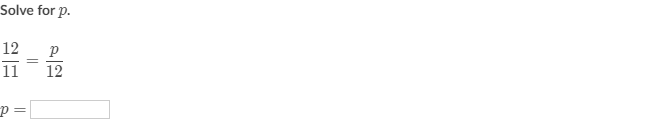 Solve for p.
12/11 = p/12
p =